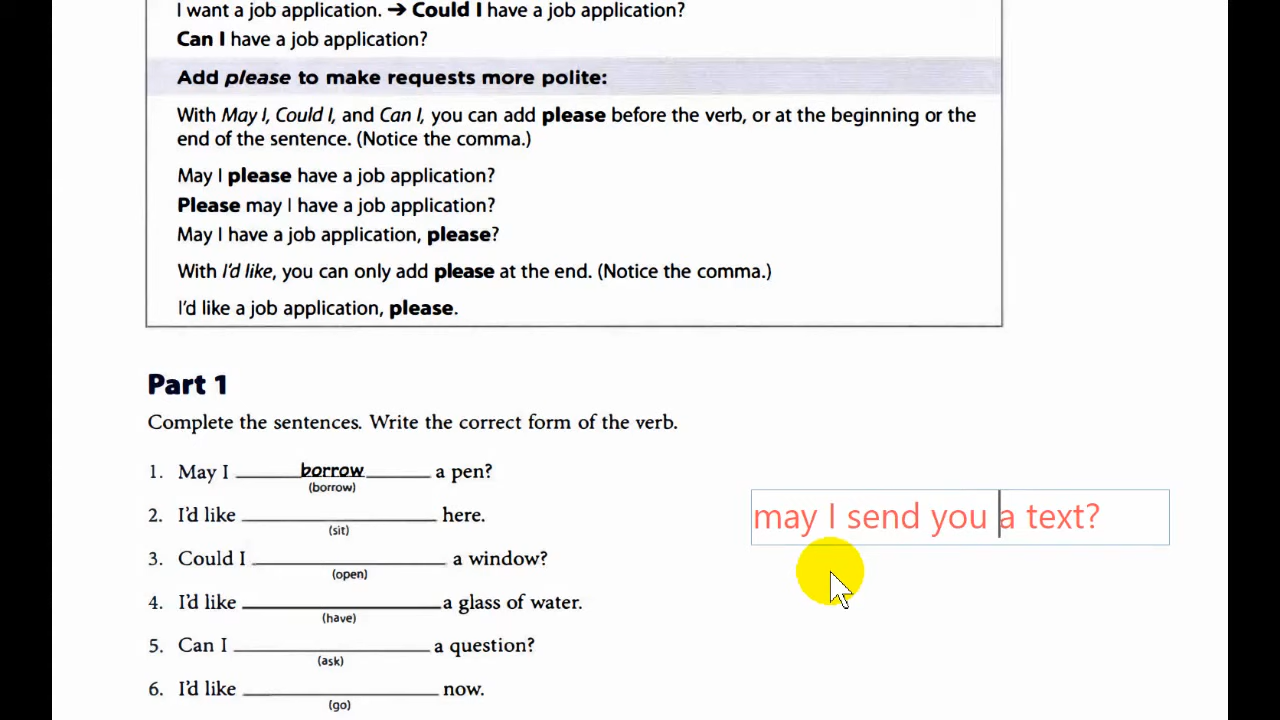 I want a job application. → Could I have a job application?
Can I have a job application?
Add please to make requests more polite:
With May I, Could I, and Can I, you can add please before the verb, or at the beginning or the
end of the sentence. (Notice the comma.)
May I please have a job application?
Please may I have a job application?
May I have a job application, please?
With I'd like, you can only add please at the end. (Notice the comma.)
I'd like a job application, please.
Part 1
Complete the sentences. Write the correct form of the verb.
1. May I borrow a pen?
(borrow)
2. I'd like here.
(sit)
3. Could I a window?
(open)
4. I'd like a glass of water.
(have)
5. Can I a question?
(ask)
6. I'd like now.
(go)
may I send you a text?